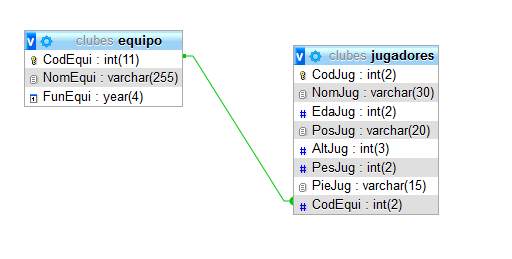 v clubes equipo
CodEqui : int(11)
NomEqui : varchar(255)
FunEqui : year(4)
v clubes jugadores
CodJug : int(2)
NomJug : varchar(30)
# EdaJug : int(2)
PosJug : varchar(20)
# AltJug : int(3)
# PesJug : int(2)
PieJug : varchar(15)
# CodEqui : int(2)